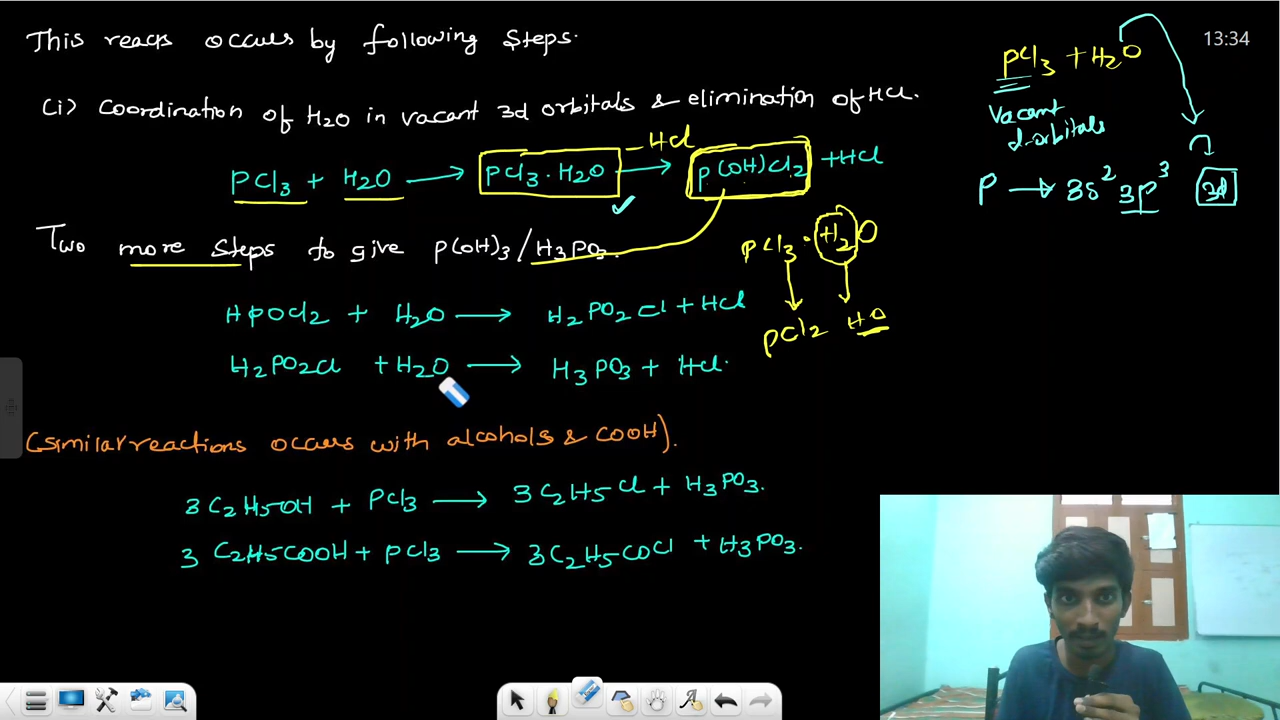 This reacts occurs by following Steps.
13:34
PCl3 + H2O
(i) Coordination of H2O in vacant 3d orbitals & elimination of HCl.
Vacant
d-orbitals
-HCl
PCl3 + H2O → PCl3 · H2O → P(OH)Cl2 + HCl
P → 3s² 3p³ 3d
Two more Steps to give P(OH)3/H3PO3.
PCl3 · H2O
HPOCl2 + H2O → H2PO2Cl + HCl
PCl2 HO
H2PO2Cl + H2O → H3PO3 + HCl.
(similar reactions occurs with alcohols & COOH).
3C2H5OH + PCl3 → 3C2H5Cl + H3PO3.
3 C2H5COOH + PCl3 → 3C2H5COCl + H3PO3.